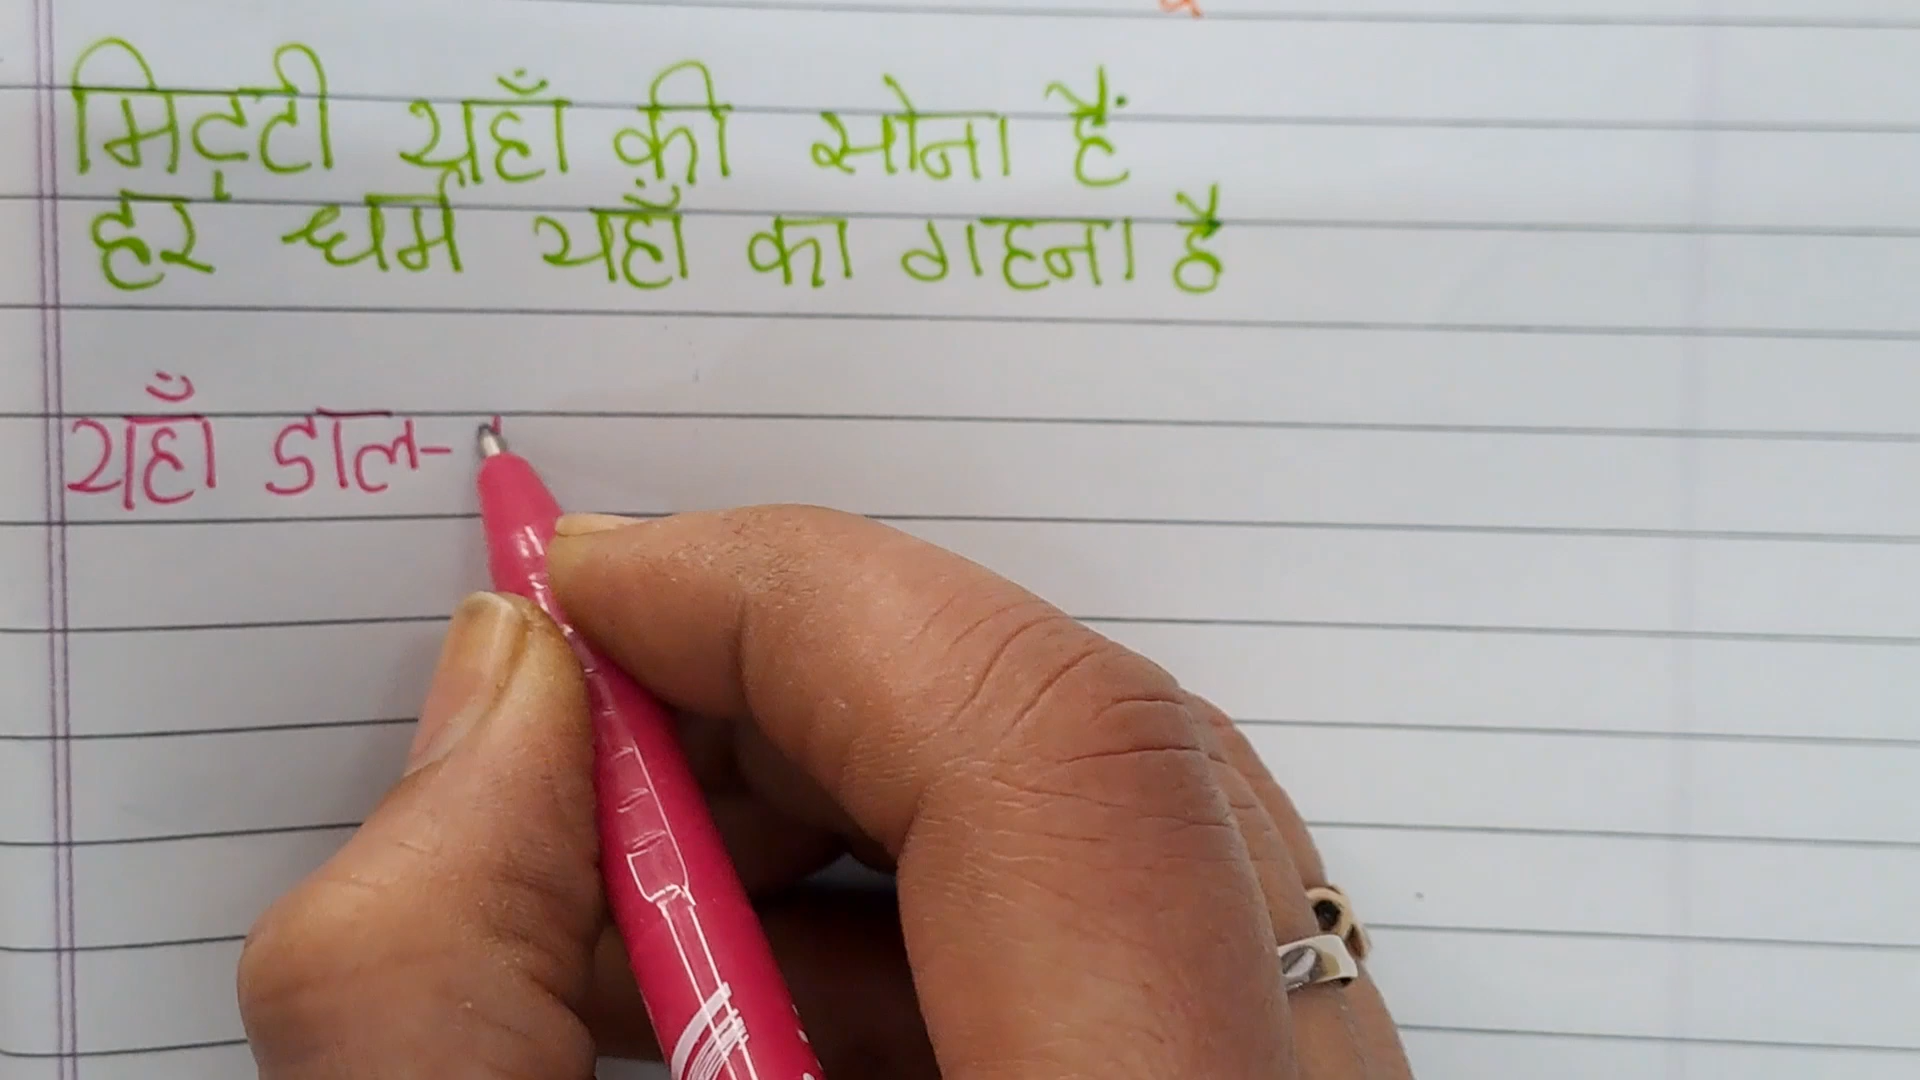 मिट्टी यहाँ की सोना हैं
हर धर्म यहाँ का गहना है
यहाँ डाल-